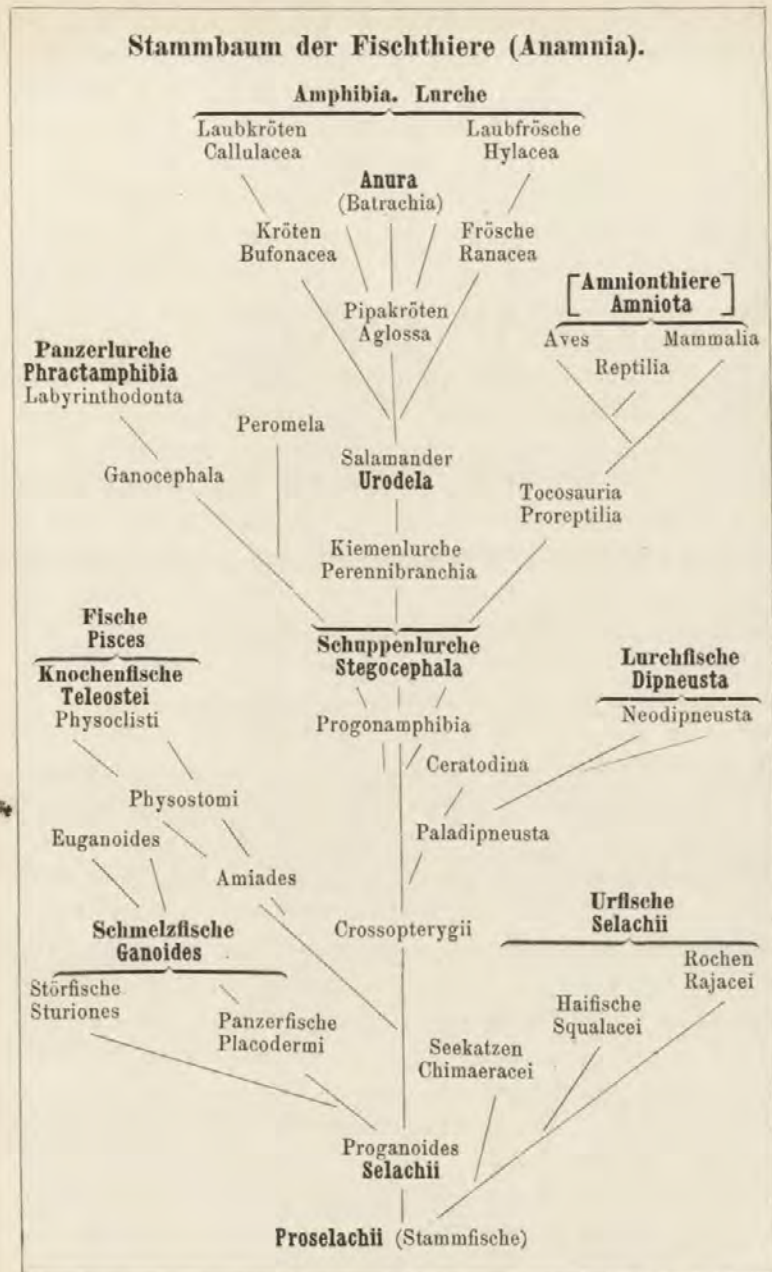 Stammbaum der Fischthiere (Anamnia).
Amphibia. Lurche
Laubkröten
Callulacea
Laubfrösche
Hylacea
Anura
(Batrachia)
Kröten
Bufonacea
Frösche
Ranacea
Pipakröten
Aglossa
[Amnionthiere
Amniota]
Aves Mammalia
Reptilia
Panzerlurche
Phractamphibia
Labyrinthodonta
Peromela
Ganocephala
Salamander
Urodela
Tocosauria
Proreptilia
Kiemenlurche
Perennibranchia
Fische
Pisces
Knochenfische
Teleostei
Physoclisti
Schuppenlurche
Stegocephala
Lurchfische
Dipneusta
Neodipneusta
Progonamphibia
Ceratodina
Physostomi
Paladipneusta
Euganoides
Amiades
Schmelzfische
Ganoides
Crossopterygii
Urfische
Selachii
Störfische
Sturiones
Panzerfische
Placodermi
Rochen
Rajacei
Haifische
Squalacei
Seekatzen
Chimaeracei
Proganoides
Selachii
Proselachii (Stammfische)